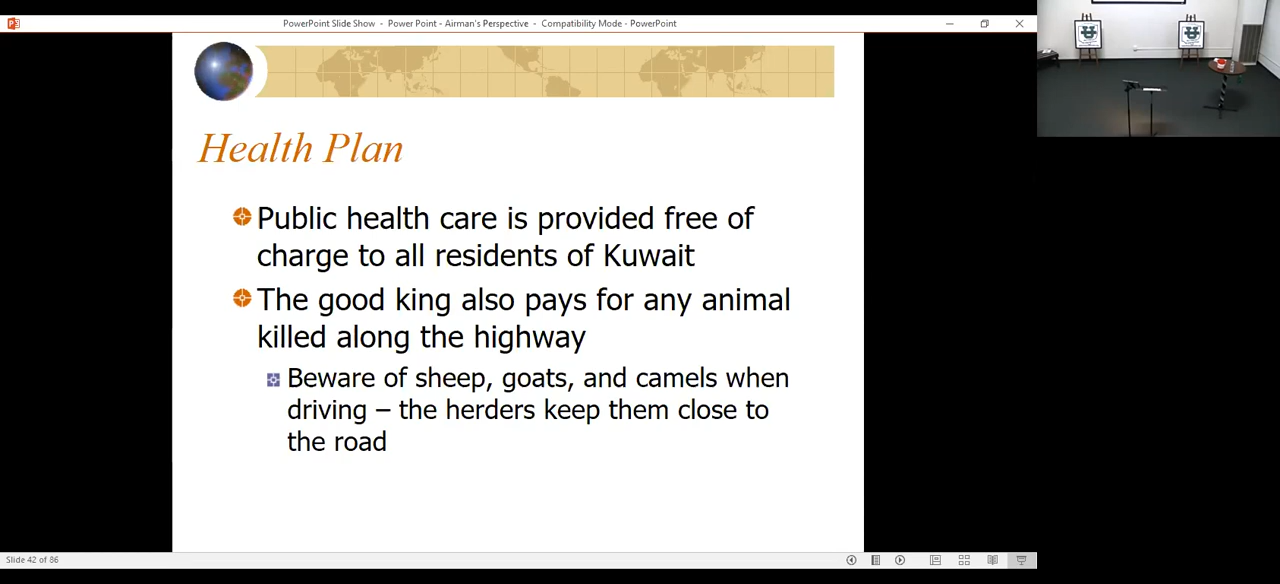 PowerPoint Slide Show - Power Point - Airman's Perspective - Compatibility Mode - PowerPoint
Health Plan
Public health care is provided free of
charge to all residents of Kuwait
The good king also pays for any animal
killed along the highway
Beware of sheep, goats, and camels when
driving – the herders keep them close to
the road
Slide 42 of 86